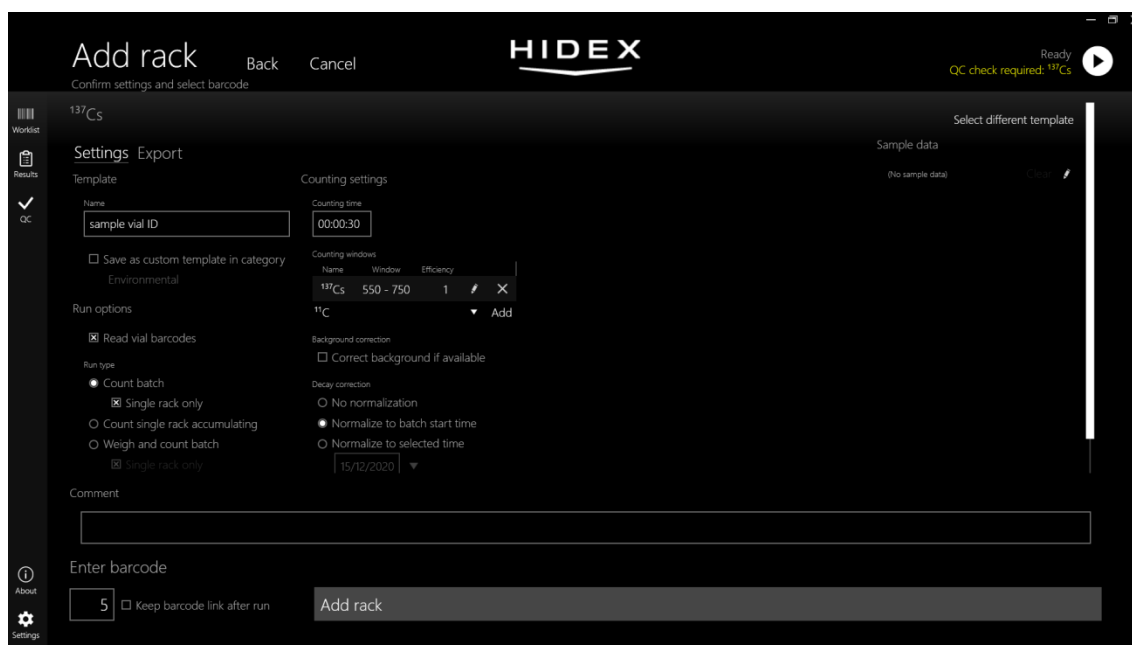 HIDEX
Add rack Back Cancel
Confirm settings and select barcode
Ready
QC check required: ¹³⁷Cs
Worklist
Results
QC
About
Settings
¹³⁷Cs
Select different template
Settings Export
Sample data
(No sample data) Clear
Template
Name
sample vial ID
Save as custom template in category
Environmental
Run options
Read vial barcodes
Run type
Count batch
Single rack only
Count single rack accumulating
Weigh and count batch
Single rack only
Counting settings
Counting time
00:00:30
Counting windows
Name Window Efficiency
¹³⁷Cs 550 - 750 1
¹¹C Add
Background correction
Correct background if available
Decay correction
No normalization
Normalize to batch start time
Normalize to selected time
15/12/2020
Comment
Enter barcode
5 Keep barcode link after run
Add rack